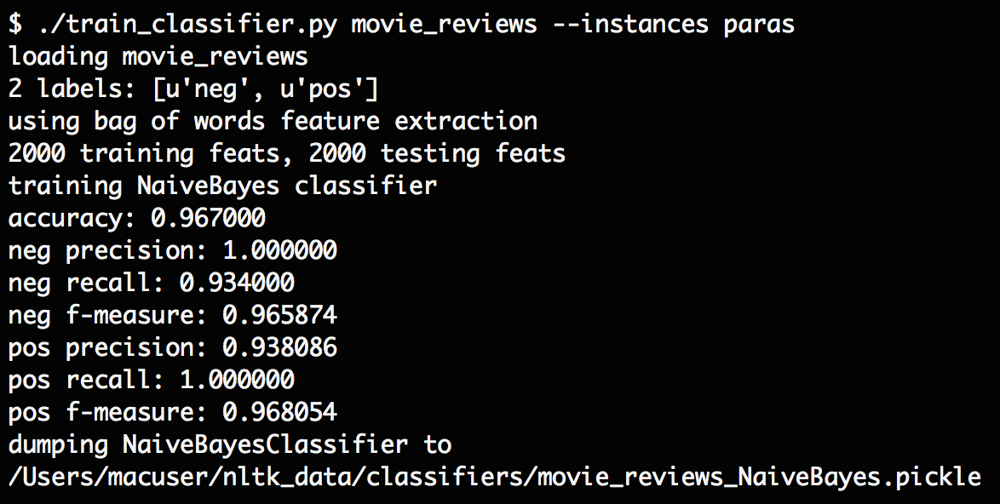 $ ./train_classifier.py movie_reviews --instances paras
loading movie_reviews
2 labels: [u'neg', u'pos']
using bag of words feature extraction
2000 training feats, 2000 testing feats
training NaiveBayes classifier
accuracy: 0.967000
neg precision: 1.000000
neg recall: 0.934000
neg f-measure: 0.965874
pos precision: 0.938086
pos recall: 1.000000
pos f-measure: 0.968054
dumping NaiveBayesClassifier to
/Users/macuser/nltk_data/classifiers/movie_reviews_NaiveBayes.pickle